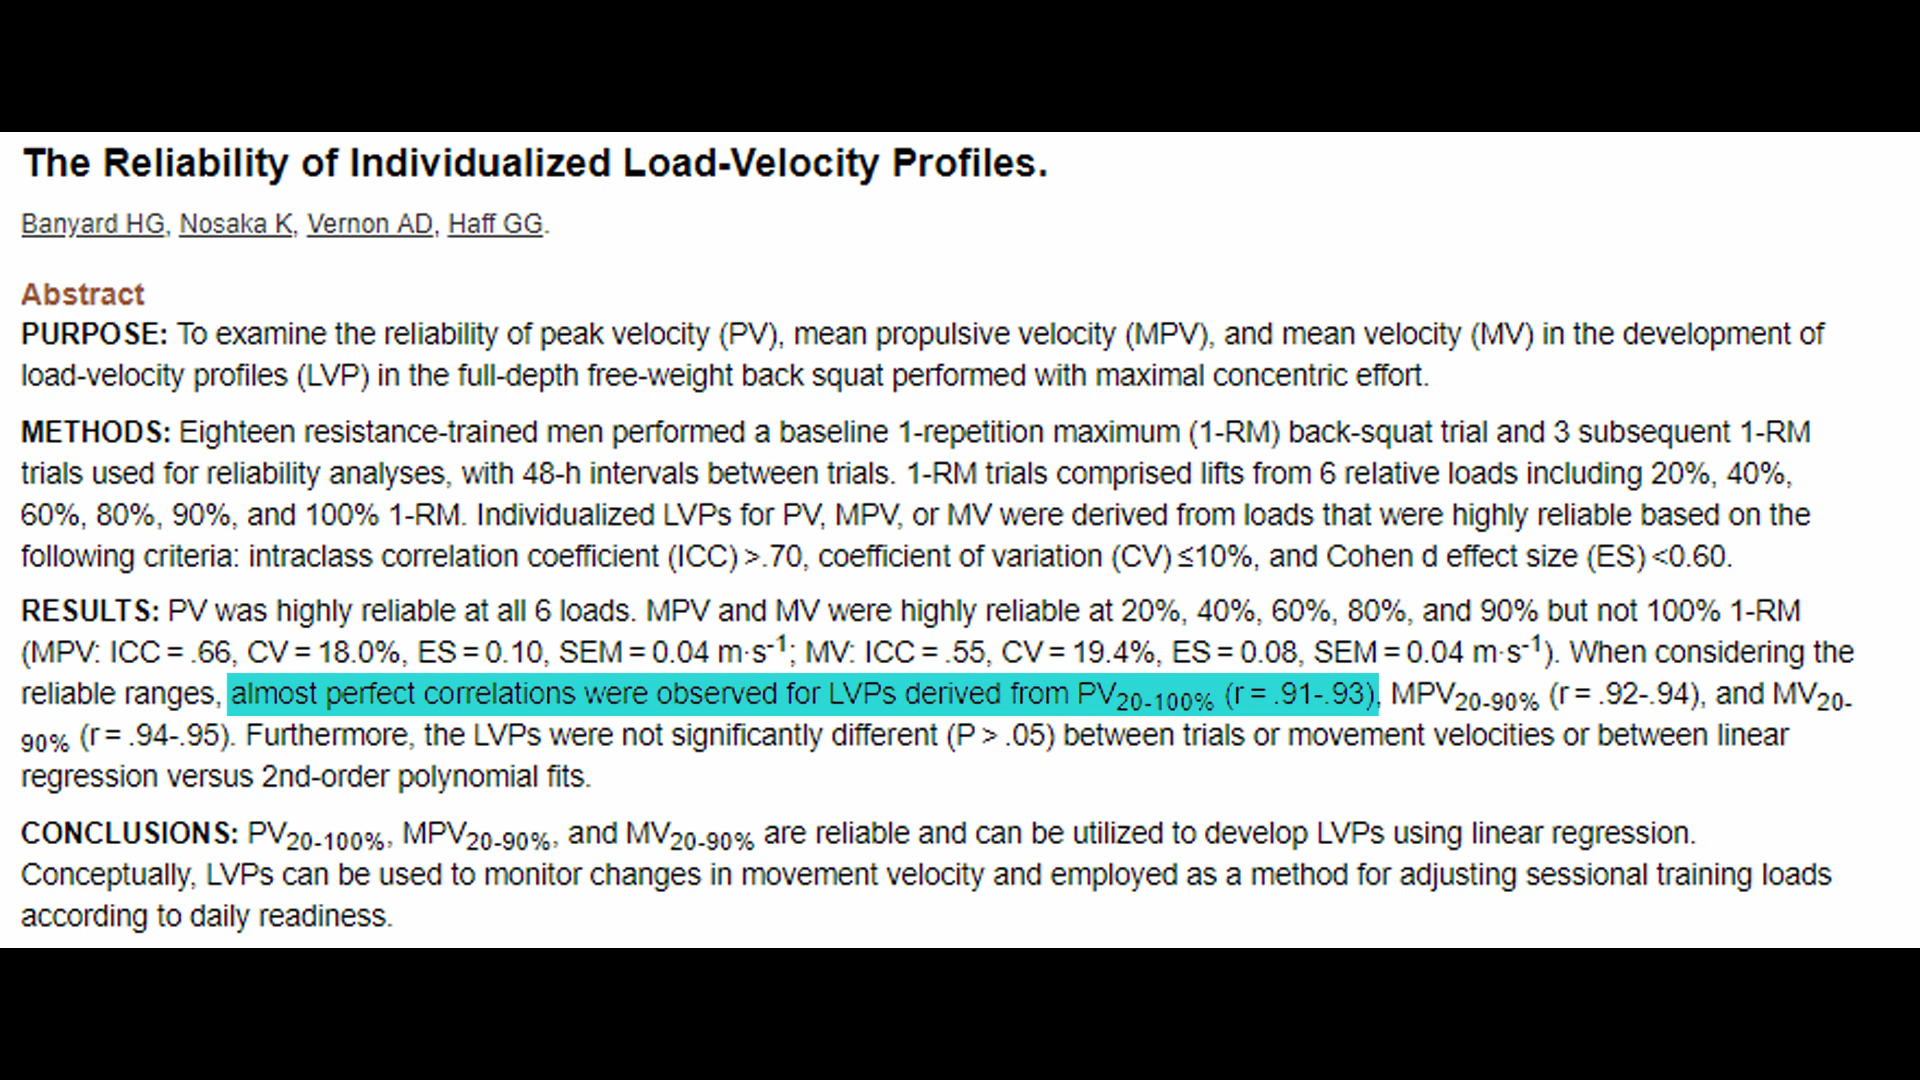 The Reliability of Individualized Load-Velocity Profiles.
Banyard HG, Nosaka K, Vernon AD, Haff GG.
Abstract
PURPOSE: To examine the reliability of peak velocity (PV), mean propulsive velocity (MPV), and mean velocity (MV) in the development of
load-velocity profiles (LVP) in the full-depth free-weight back squat performed with maximal concentric effort.
METHODS: Eighteen resistance-trained men performed a baseline 1-repetition maximum (1-RM) back-squat trial and 3 subsequent 1-RM
trials used for reliability analyses, with 48-h intervals between trials. 1-RM trials comprised lifts from 6 relative loads including 20%, 40%,
60%, 80%, 90%, and 100% 1-RM. Individualized LVPs for PV, MPV, or MV were derived from loads that were highly reliable based on the
following criteria: intraclass correlation coefficient (ICC) >.70, coefficient of variation (CV) ≤10%, and Cohen d effect size (ES) <0.60.
RESULTS: PV was highly reliable at all 6 loads. MPV and MV were highly reliable at 20%, 40%, 60%, 80%, and 90% but not 100% 1-RM
(MPV: ICC = .66, CV = 18.0%, ES = 0.10, SEM = 0.04 m·s-1; MV: ICC = .55, CV = 19.4%, ES = 0.08, SEM = 0.04 m·s-1). When considering the
reliable ranges, almost perfect correlations were observed for LVPs derived from PV20-100% (r = .91-.93), MPV20-90% (r = .92-.94), and MV20-
90% (r = .94-.95). Furthermore, the LVPs were not significantly different (P > .05) between trials or movement velocities or between linear
regression versus 2nd-order polynomial fits.
CONCLUSIONS: PV20-100%, MPV20-90%, and MV20-90% are reliable and can be utilized to develop LVPs using linear regression.
Conceptually, LVPs can be used to monitor changes in movement velocity and employed as a method for adjusting sessional training loads
according to daily readiness.